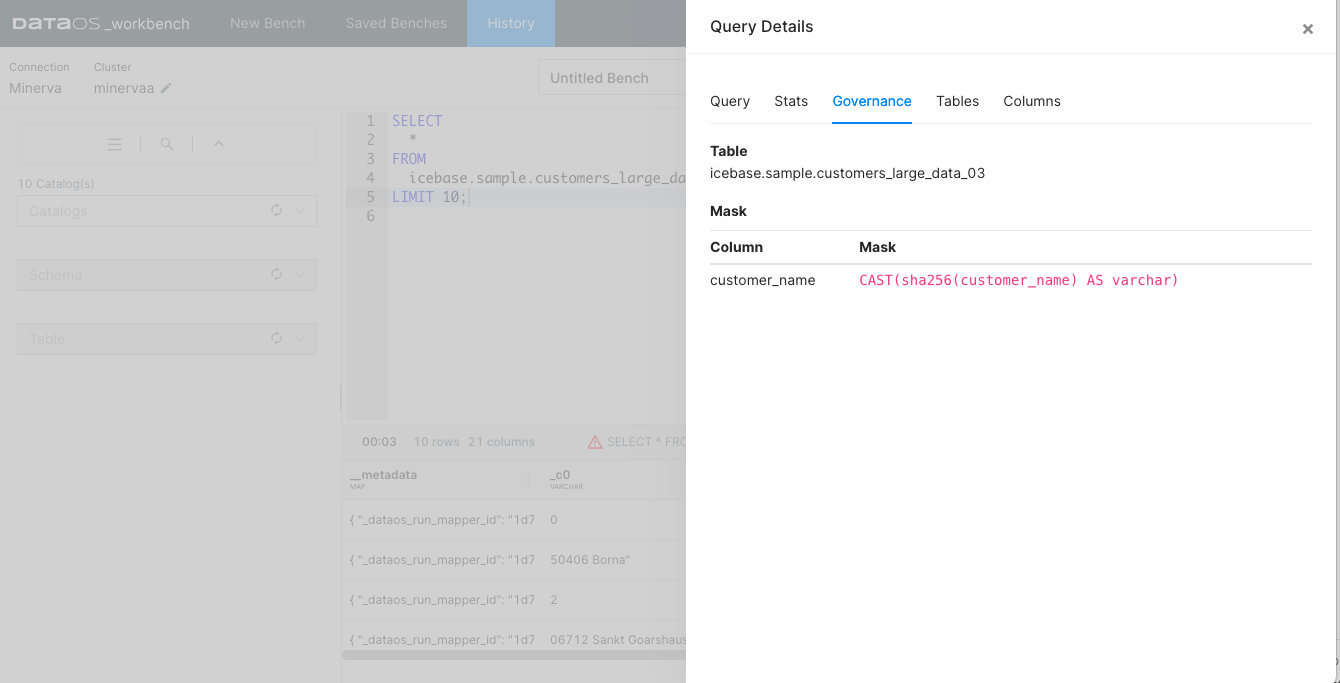 DATAOS _workbench New Bench Saved Benches History
Query Details
×
Connection Cluster
Minerva minervaa
Untitled Bench
Query Stats Governance Tables Columns
Table
icebase.sample.customers_large_data_03
Mask
Column Mask
customer_name CAST(sha256(customer_name) AS varchar)
10 Catalog(s)
Catalogs
Schema
Table
1 SELECT
2 *
3 FROM
4 icebase.sample.customers_large_da
5 LIMIT 10;
6
00:03 10 rows 21 columns SELECT * FRO
__metadata _c0
MAP VARCHAR
{ "_dataos_run_mapper_id": "1d7 0
{ "_dataos_run_mapper_id": "1d7 50406 Borna"
{ "_dataos_run_mapper_id": "1d7 2
{ "_dataos_run_mapper_id": "1d7 06712 Sankt Goarshaus